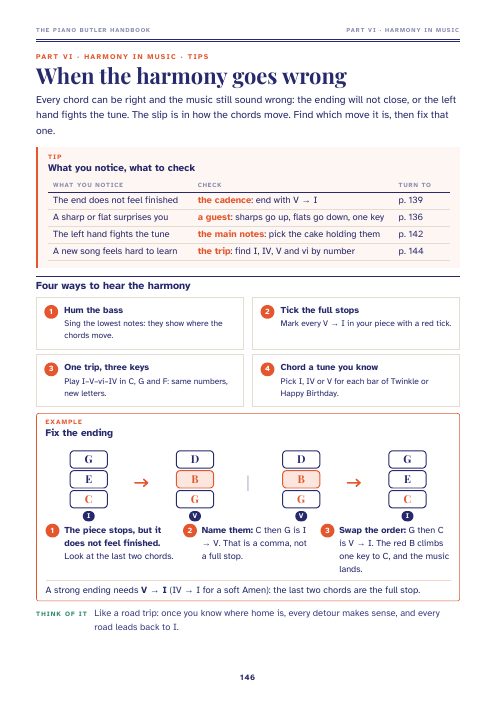 THE PIANO BUTLER HANDBOOK
PART VI · HARMONY IN MUSIC
PART VI · HARMONY IN MUSIC · TIPS
When the harmony goes wrong
Every chord can be right and the music still sound wrong: the ending will not close, or the left
hand fights the tune. The slip is in how the chords move. Find which move it is, then fix that
one.
TIP
What you notice, what to check
WHAT YOU NOTICE CHECK TURN TO
The end does not feel finished the cadence: end with V → I p. 139
A sharp or flat surprises you a guest: sharps go up, flats go down, one key p. 136
The left hand fights the tune the main notes: pick the cake holding them p. 142
A new song feels hard to learn the trip: find I, IV, V and vi by number p. 144
Four ways to hear the harmony
1 Hum the bass
Sing the lowest notes: they show where the
chords move.
2 Tick the full stops
Mark every V → I in your piece with a red tick.
3 One trip, three keys
Play I–V–vi–IV in C, G and F: same numbers,
new letters.
4 Chord a tune you know
Pick I, IV or V for each bar of Twinkle or
Happy Birthday.
EXAMPLE
Fix the ending
G D D G
E → B | B → E
C G G C
I V V I
1 The piece stops, but it
does not feel finished.
Look at the last two chords.
2 Name them: C then G is I
→ V. That is a comma, not
a full stop.
3 Swap the order: G then C
is V → I. The red B climbs
one key to C, and the music
lands.
A strong ending needs V → I (IV → I for a soft Amen): the last two chords are the full stop.
THINK OF IT Like a road trip: once you know where home is, every detour makes sense, and every
road leads back to I.
146